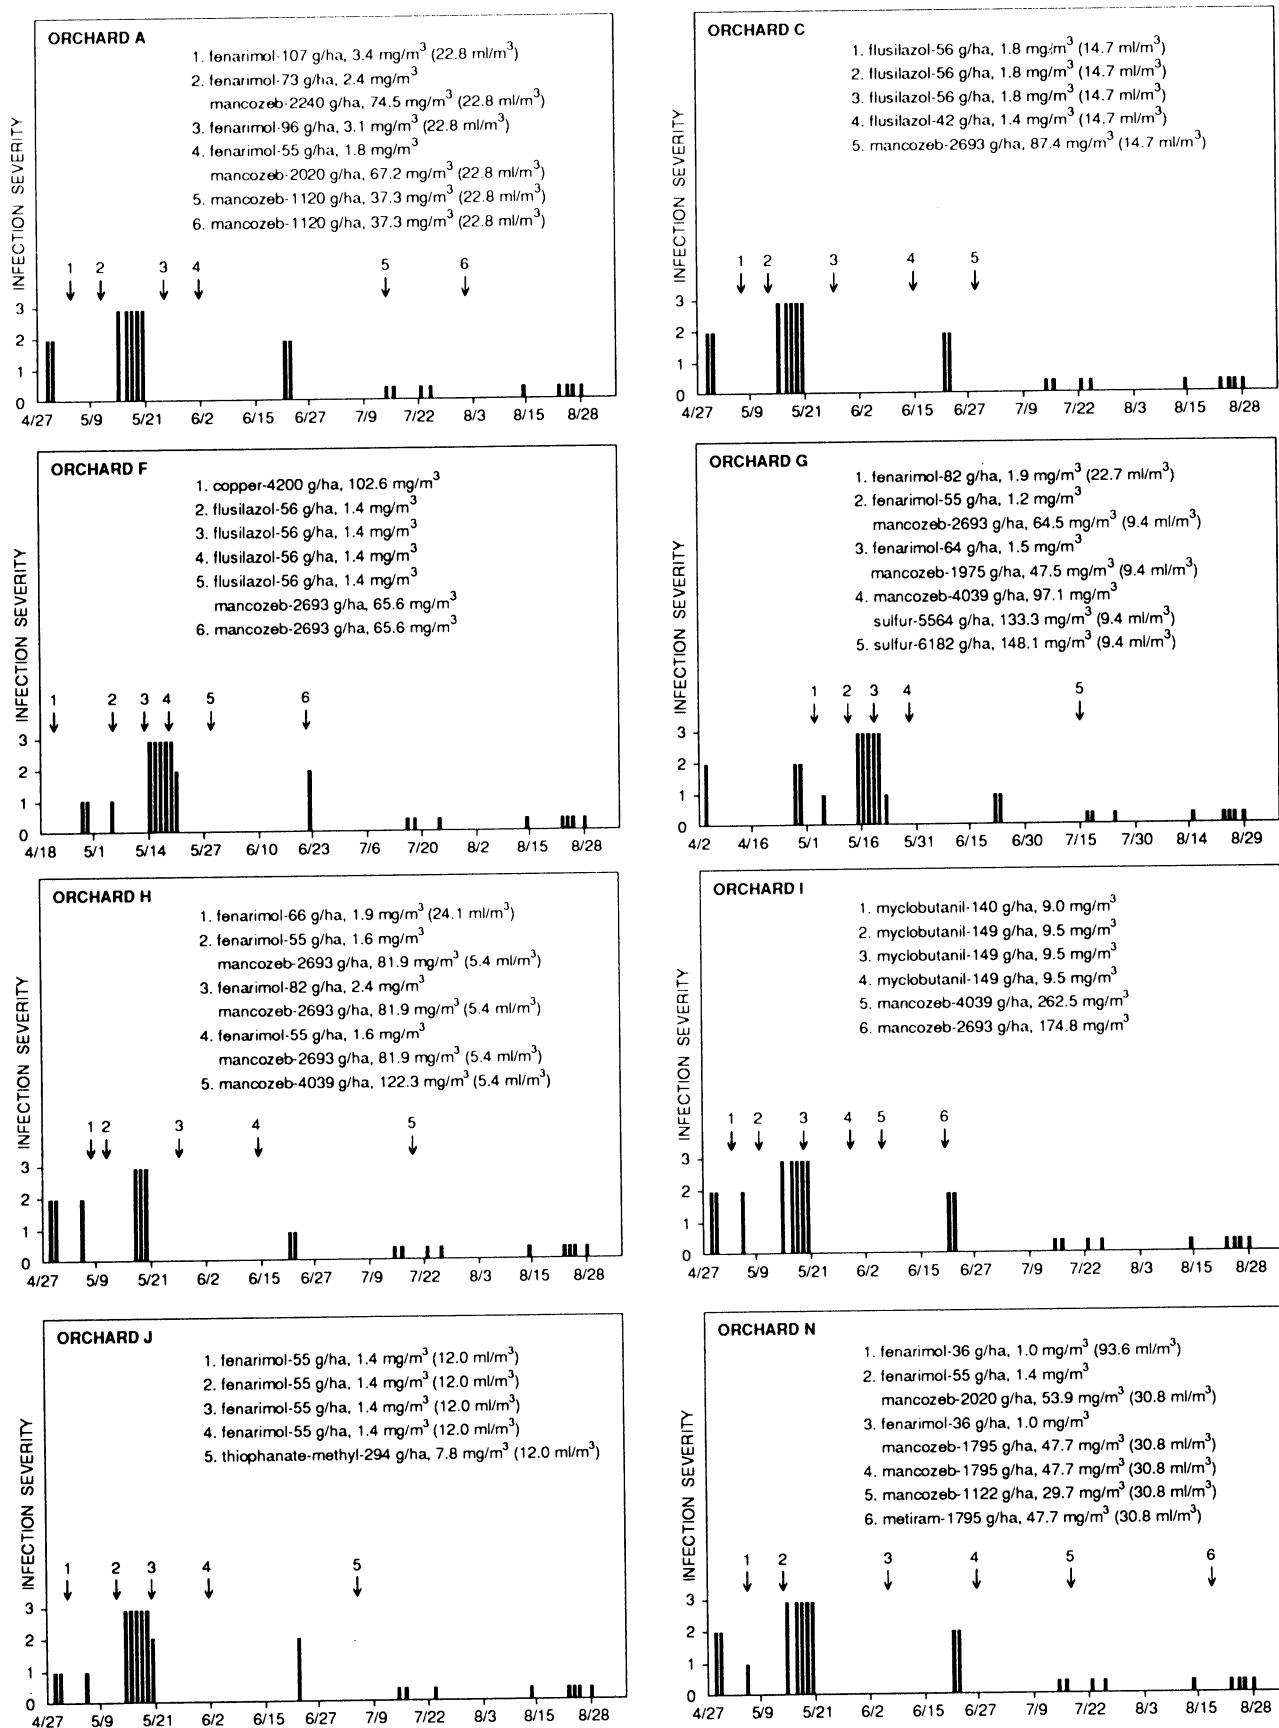 ORCHARD A
1. fenarimol-107 g/ha, 3.4 mg/m³ (22.8 ml/m³)
2. fenarimol-73 g/ha, 2.4 mg/m³
mancozeb-2240 g/ha, 74.5 mg/m³ (22.8 ml/m³)
3. fenarimol-96 g/ha, 3.1 mg/m³ (22.8 ml/m³)
4. fenarimol-55 g/ha, 1.8 mg/m³
mancozeb-2020 g/ha, 67.2 mg/m³ (22.8 ml/m³)
5. mancozeb-1120 g/ha, 37.3 mg/m³ (22.8 ml/m³)
6. mancozeb-1120 g/ha, 37.3 mg/m³ (22.8 ml/m³)
INFECTION SEVERITY
1 2 3 4 5 6
3
2
1
0
4/27 5/9 5/21 6/2 6/15 6/27 7/9 7/22 8/3 8/15 8/28
ORCHARD C
1. flusilazol-56 g/ha, 1.8 mg/m³ (14.7 ml/m³)
2. flusilazol-56 g/ha, 1.8 mg/m³ (14.7 ml/m³)
3. flusilazol-56 g/ha, 1.8 mg/m³ (14.7 ml/m³)
4. flusilazol-42 g/ha, 1.4 mg/m³ (14.7 ml/m³)
5. mancozeb-2693 g/ha, 87.4 mg/m³ (14.7 ml/m³)
INFECTION SEVERITY
1 2 3 4 5
3
2
1
0
4/27 5/9 5/21 6/2 6/15 6/27 7/9 7/22 8/3 8/15 8/28
ORCHARD F
1. copper-4200 g/ha, 102.6 mg/m³
2. flusilazol-56 g/ha, 1.4 mg/m³
3. flusilazol-56 g/ha, 1.4 mg/m³
4. flusilazol-56 g/ha, 1.4 mg/m³
5. flusilazol-56 g/ha, 1.4 mg/m³
mancozeb-2693 g/ha, 65.6 mg/m³
6. mancozeb-2693 g/ha, 65.6 mg/m³
INFECTION SEVERITY
1 2 3 4 5 6
3
2
1
0
4/18 5/1 5/14 5/27 6/10 6/23 7/6 7/20 8/2 8/15 8/28
ORCHARD G
1. fenarimol-82 g/ha, 1.9 mg/m³ (22.7 ml/m³)
2. fenarimol-55 g/ha, 1.2 mg/m³
mancozeb-2693 g/ha, 64.5 mg/m³ (9.4 ml/m³)
3. fenarimol-64 g/ha, 1.5 mg/m³
mancozeb-1975 g/ha, 47.5 mg/m³ (9.4 ml/m³)
4. mancozeb-4039 g/ha, 97.1 mg/m³
sulfur-5564 g/ha, 133.3 mg/m³ (9.4 ml/m³)
5. sulfur-6182 g/ha, 148.1 mg/m³ (9.4 ml/m³)
INFECTION SEVERITY
1 2 3 4 5
3
2
1
0
4/2 4/16 5/1 5/16 5/31 6/15 6/30 7/15 7/30 8/14 8/29
ORCHARD H
1. fenarimol-66 g/ha, 1.9 mg/m³ (24.1 ml/m³)
2. fenarimol-55 g/ha, 1.6 mg/m³
mancozeb-2693 g/ha, 81.9 mg/m³ (5.4 ml/m³)
3. fenarimol-82 g/ha, 2.4 mg/m³
mancozeb-2693 g/ha, 81.9 mg/m³ (5.4 ml/m³)
4. fenarimol-55 g/ha, 1.6 mg/m³
mancozeb-2693 g/ha, 81.9 mg/m³ (5.4 ml/m³)
5. mancozeb-4039 g/ha, 122.3 mg/m³ (5.4 ml/m³)
INFECTION SEVERITY
1 2 3 4 5
3
2
1
0
4/27 5/9 5/21 6/2 6/15 6/27 7/9 7/22 8/3 8/15 8/28
ORCHARD I
1. myclobutanil-140 g/ha, 9.0 mg/m³
2. myclobutanil-149 g/ha, 9.5 mg/m³
3. myclobutanil-149 g/ha, 9.5 mg/m³
4. myclobutanil-149 g/ha, 9.5 mg/m³
5. mancozeb-4039 g/ha, 262.5 mg/m³
6. mancozeb-2693 g/ha, 174.8 mg/m³
INFECTION SEVERITY
1 2 3 4 5 6
3
2
1
0
4/27 5/9 5/21 6/2 6/15 6/27 7/9 7/22 8/3 8/15 8/28
ORCHARD J
1. fenarimol-55 g/ha, 1.4 mg/m³ (12.0 ml/m³)
2. fenarimol-55 g/ha, 1.4 mg/m³ (12.0 ml/m³)
3. fenarimol-55 g/ha, 1.4 mg/m³ (12.0 ml/m³)
4. fenarimol-55 g/ha, 1.4 mg/m³ (12.0 ml/m³)
5. thiophanate-methyl-294 g/ha, 7.8 mg/m³ (12.0 ml/m³)
INFECTION SEVERITY
1 2 3 4 5
3
2
1
0
4/27 5/9 5/21 6/2 6/15 6/27 7/9 7/22 8/3 8/15 8/28
ORCHARD N
1. fenarimol-36 g/ha, 1.0 mg/m³ (93.6 ml/m³)
2. fenarimol-55 g/ha, 1.4 mg/m³
mancozeb-2020 g/ha, 53.9 mg/m³ (30.8 ml/m³)
3. fenarimol-36 g/ha, 1.0 mg/m³
mancozeb-1795 g/ha, 47.7 mg/m³ (30.8 ml/m³)
4. mancozeb-1795 g/ha, 47.7 mg/m³ (30.8 ml/m³)
5. mancozeb-1122 g/ha, 29.7 mg/m³ (30.8 ml/m³)
6. metiram-1795 g/ha, 47.7 mg/m³ (30.8 ml/m³)
INFECTION SEVERITY
1 2 3 4 5 6
3
2
1
0
4/27 5/9 5/21 6/2 6/15 6/27 7/9 7/22 8/3 8/15 8/28